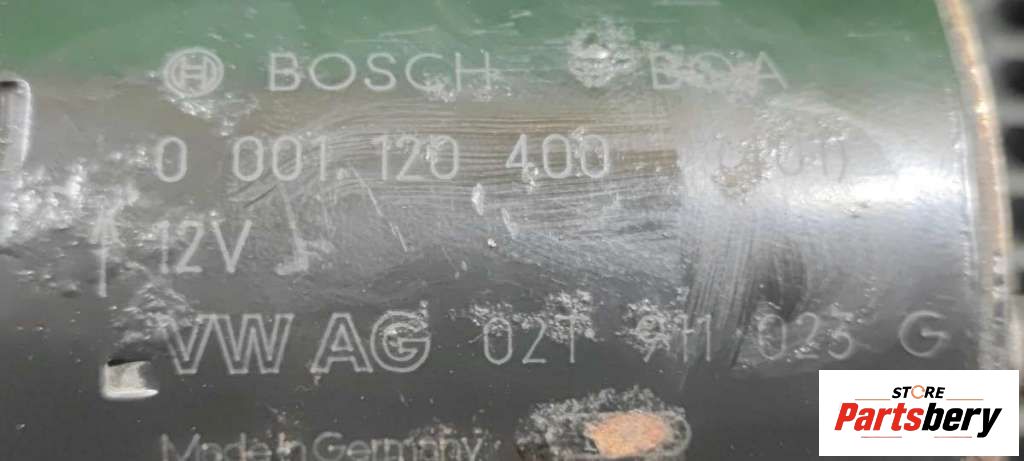 BOSCH BOA
0 001 120 400
12V
VW AG 021 911 023 G
Made in Germany
STORE
Partsbery